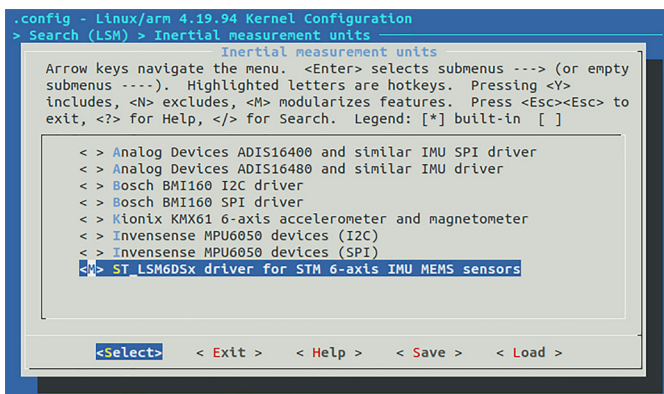 .config - Linux/arm 4.19.94 Kernel Configuration
> Search (LSM) > Inertial measurement units
Inertial measurement units
Arrow keys navigate the menu. <Enter> selects submenus ---> (or empty
submenus ----). Highlighted letters are hotkeys. Pressing <Y>
includes, <N> excludes, <M> modularizes features. Press <Esc><Esc> to
exit, <?> for Help, </> for Search. Legend: [*] built-in [ ]
< > Analog Devices ADIS16400 and similar IMU SPI driver
< > Analog Devices ADIS16480 and similar IMU driver
< > Bosch BMI160 I2C driver
< > Bosch BMI160 SPI driver
< > Kionix KMX61 6-axis accelerometer and magnetometer
< > Invensense MPU6050 devices (I2C)
< > Invensense MPU6050 devices (SPI)
<M> ST_LSM6DSx driver for STM 6-axis IMU MEMS sensors
<Select> < Exit > < Help > < Save > < Load >